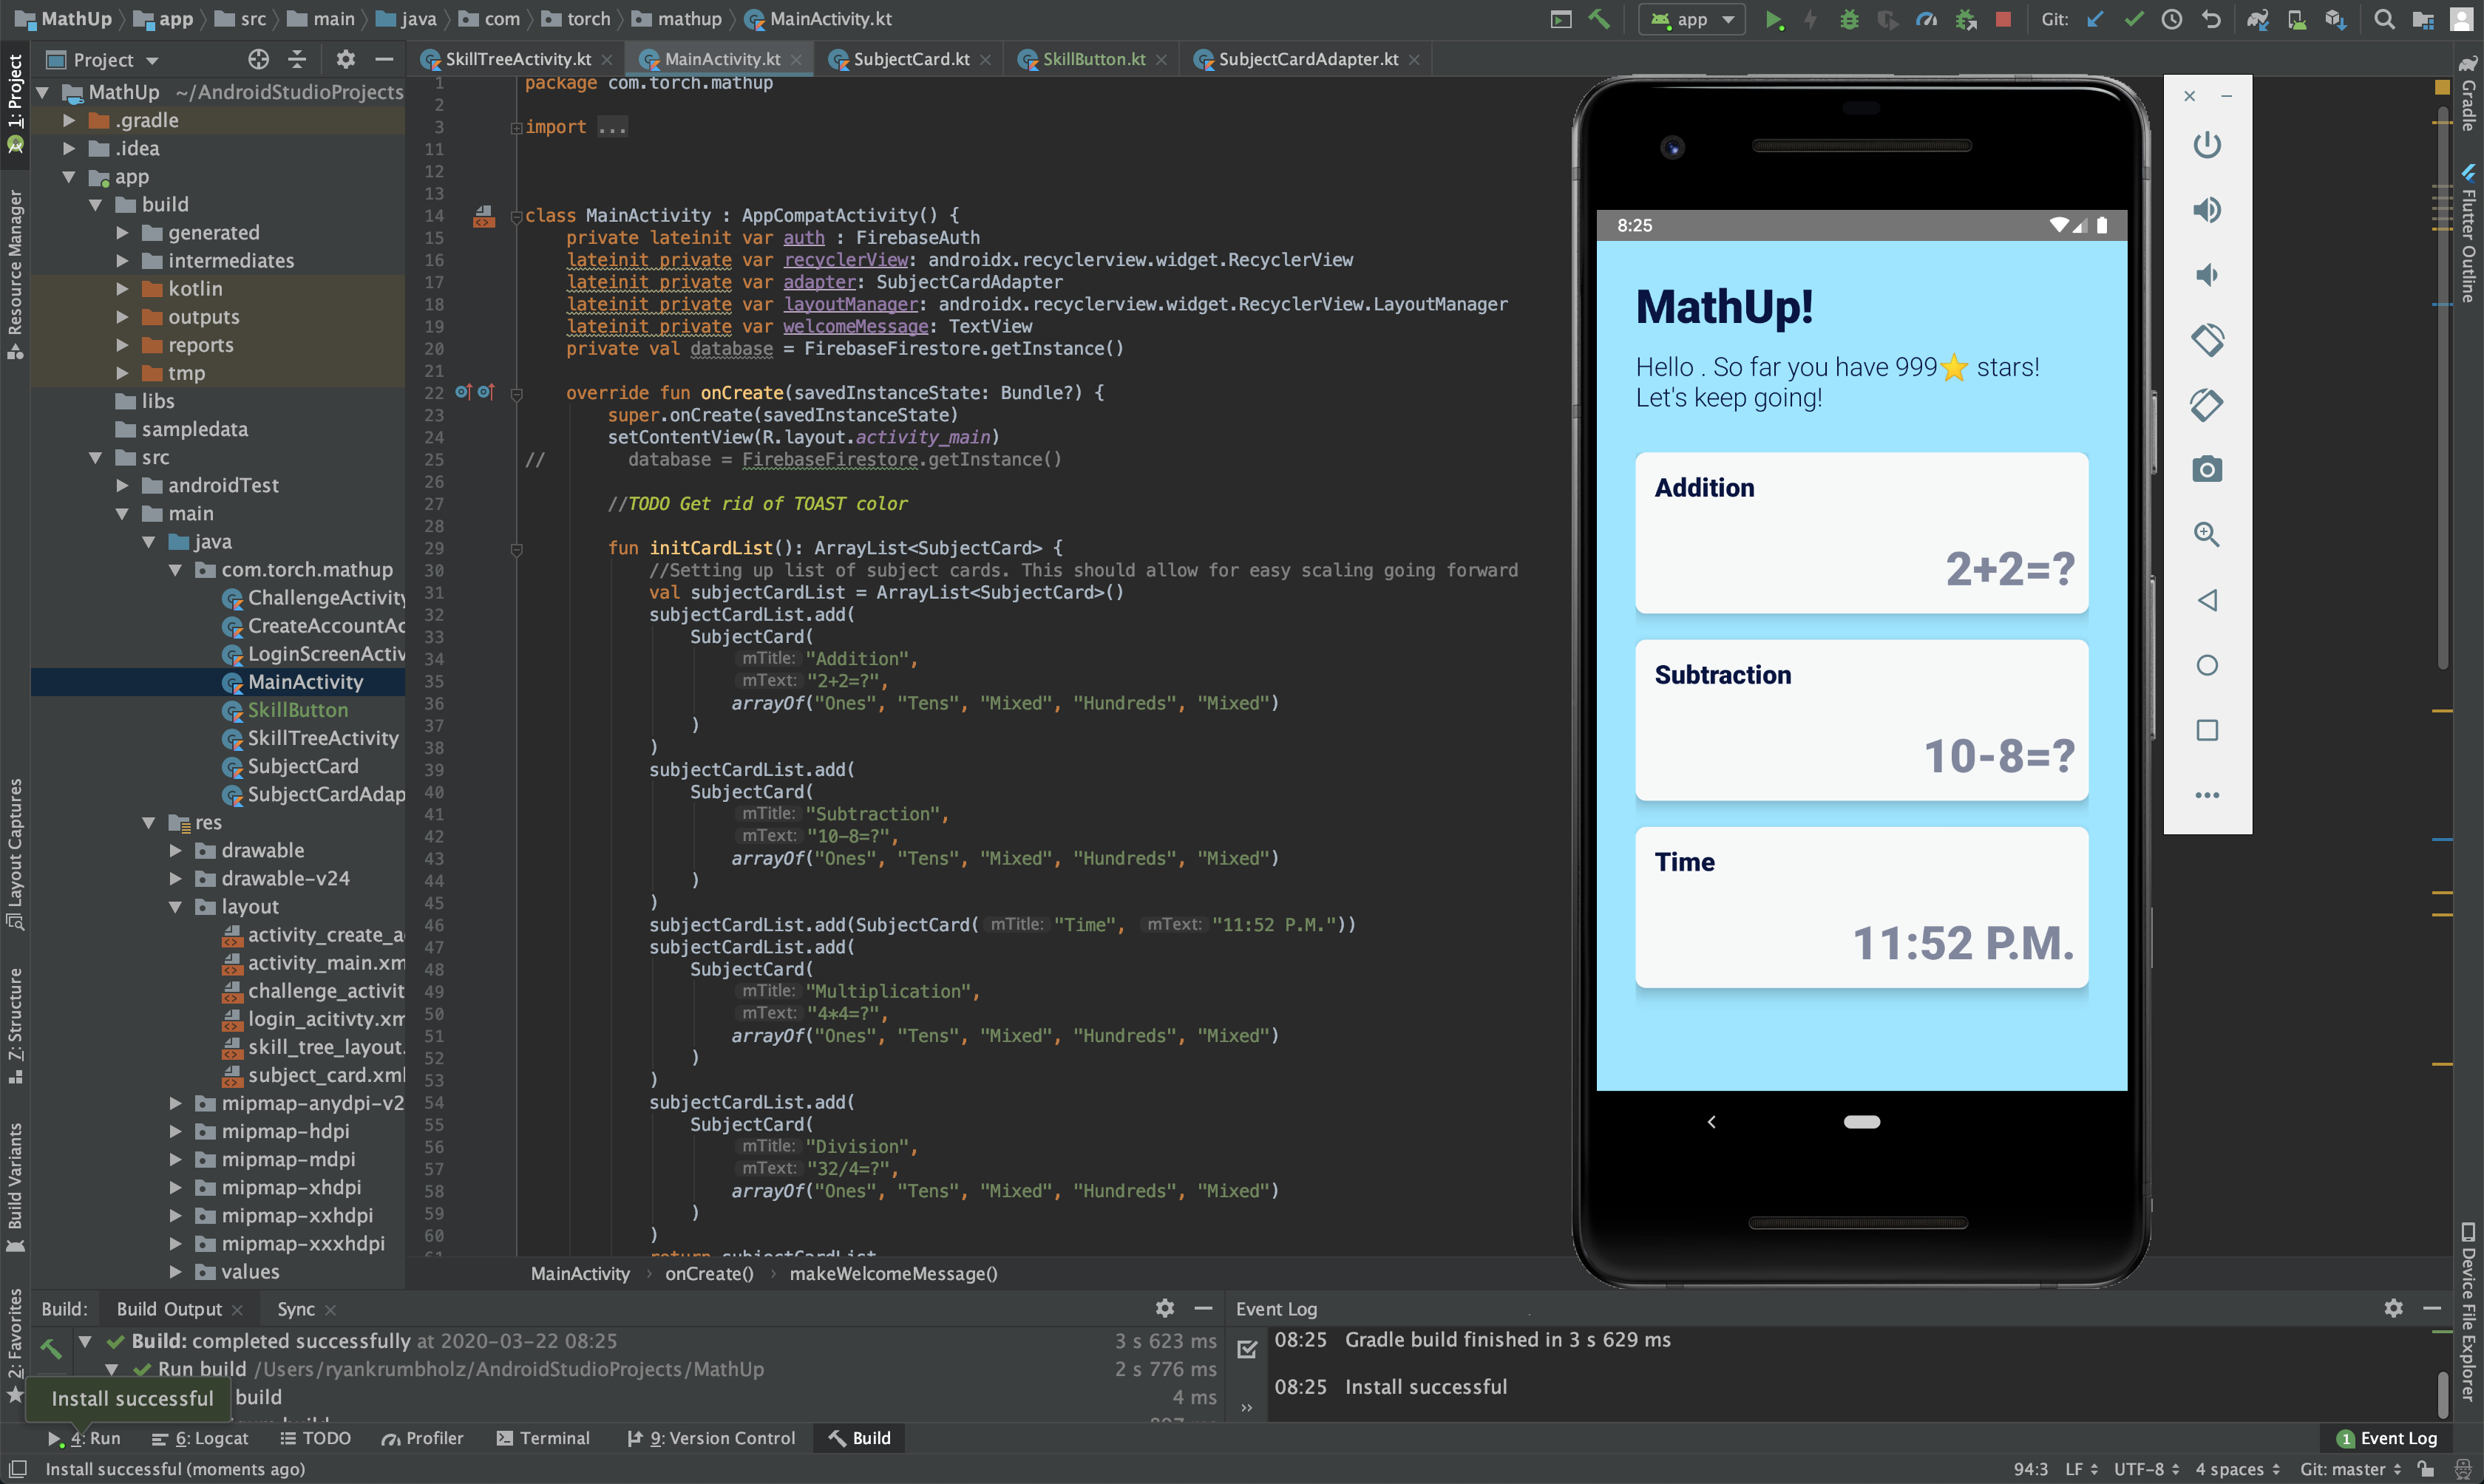 MathUp app src main java com torch mathup MainActivity.kt
app
Git:
Project
SkillTreeActivity.kt
MainActivity.kt
SubjectCard.kt
SkillButton.kt
SubjectCardAdapter.kt
1: Project
Resource Manager
Layout Captures
7: Structure
Build Variants
2: Favorites
MathUp ~/AndroidStudioProjects
.gradle
.idea
app
build
generated
intermediates
kotlin
outputs
reports
tmp
libs
sampledata
src
androidTest
main
java
com.torch.mathup
ChallengeActivity
CreateAccountAc
LoginScreenActiv
MainActivity
SkillButton
SkillTreeActivity
SubjectCard
SubjectCardAdap
res
drawable
drawable-v24
layout
activity_create_a
activity_main.xm
challenge_activit
login_acitivty.xm
skill_tree_layout.
subject_card.xml
mipmap-anydpi-v2
mipmap-hdpi
mipmap-mdpi
mipmap-xhdpi
mipmap-xxhdpi
mipmap-xxxhdpi
values
1 package com.torch.mathup
2
3 import ...
11
12
13
14 class MainActivity : AppCompatActivity() {
15 private lateinit var auth : FirebaseAuth
16 lateinit private var recyclerView: androidx.recyclerview.widget.RecyclerView
17 lateinit private var adapter: SubjectCardAdapter
18 lateinit private var layoutManager: androidx.recyclerview.widget.RecyclerView.LayoutManager
19 lateinit private var welcomeMessage: TextView
20 private val database = FirebaseFirestore.getInstance()
21
22 override fun onCreate(savedInstanceState: Bundle?) {
23 super.onCreate(savedInstanceState)
24 setContentView(R.layout.activity_main)
25 // database = FirebaseFirestore.getInstance()
26
27 //TODO Get rid of TOAST color
28
29 fun initCardList(): ArrayList<SubjectCard> {
30 //Setting up list of subject cards. This should allow for easy scaling going forward
31 val subjectCardList = ArrayList<SubjectCard>()
32 subjectCardList.add(
33 SubjectCard(
34 mTitle: "Addition",
35 mText: "2+2=?",
36 arrayOf("Ones", "Tens", "Mixed", "Hundreds", "Mixed")
37 )
38 )
39 subjectCardList.add(
40 SubjectCard(
41 mTitle: "Subtraction",
42 mText: "10-8=?",
43 arrayOf("Ones", "Tens", "Mixed", "Hundreds", "Mixed")
44 )
45 )
46 subjectCardList.add(SubjectCard( mTitle: "Time", mText: "11:52 P.M."))
47 subjectCardList.add(
48 SubjectCard(
49 mTitle: "Multiplication",
50 mText: "4*4=?",
51 arrayOf("Ones", "Tens", "Mixed", "Hundreds", "Mixed")
52 )
53 )
54 subjectCardList.add(
55 SubjectCard(
56 mTitle: "Division",
57 mText: "32/4=?",
58 arrayOf("Ones", "Tens", "Mixed", "Hundreds", "Mixed")
59 )
60 )
61 return subjectCardList
MainActivity onCreate() makeWelcomeMessage()
8:25
MathUp!
Hello . So far you have 999⭐ stars!
Let's keep going!
Addition
2+2=?
Subtraction
10-8=?
Time
11:52 P.M.
Gradle
Flutter Outline
Device File Explorer
Build: Build Output Sync
Build: completed successfully at 2020-03-22 08:25 3 s 623 ms
Run build /Users/ryankrumbholz/AndroidStudioProjects/MathUp 2 s 776 ms
build 4 ms
Install successful
Event Log
08:25 Gradle build finished in 3 s 629 ms
08:25 Install successful
4: Run 6: Logcat TODO Profiler Terminal 9: Version Control Build 1 Event Log
Install successful (moments ago) 94:3 LF UTF-8 4 spaces Git: master